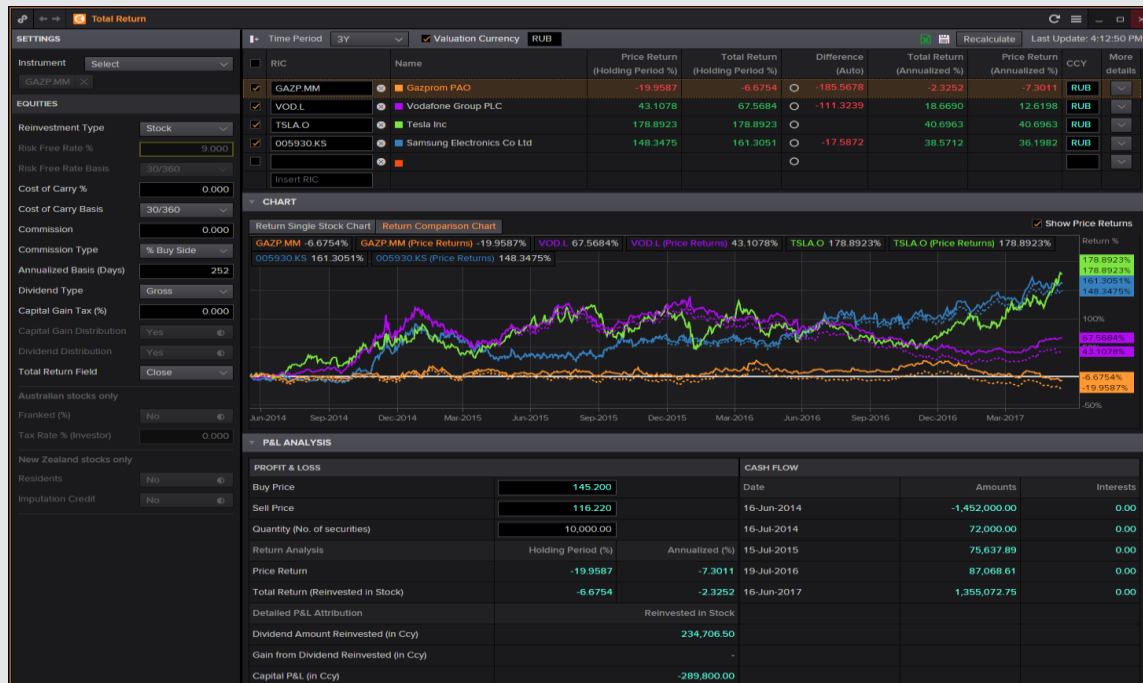 Total Return
SETTINGS
Time Period 3Y Valuation Currency RUB Recalculate Last Update: 4:12:50 PM
Instrument Select
GAZP.MM
EQUITIES
Reinvestment Type Stock
Risk Free Rate % 9.000
Risk Free Rate Basis 30/360
Cost of Carry % 0.000
Cost of Carry Basis 30/360
Commission 0.000
Commission Type % Buy Side
Annualized Basis (Days) 252
Dividend Type Gross
Capital Gain Tax (%) 0.000
Capital Gain Distribution Yes
Dividend Distribution Yes
Total Return Field Close
Australian stocks only
Franked (%) No
Tax Rate % (Investor) 0.000
New Zealand stocks only
Residents No
Imputation Credit No
RIC Name Price Return (Holding Period %) Total Return (Holding Period %) Difference (Auto) Total Return (Annualized %) Price Return (Annualized %) CCY More details
GAZP.MM Gazprom PAO -19.9587 -6.6754 -185.5678 -2.3252 -7.3011 RUB
VOD.L Vodafone Group PLC 43.1078 67.5684 -111.3239 18.6690 12.6198 RUB
TSLA.O Tesla Inc 178.8923 178.8923 40.6963 40.6963 RUB
005930.KS Samsung Electronics Co Ltd 148.3475 161.3051 -17.5872 38.5712 36.1982 RUB
Insert RIC
CHART
Return Single Stock Chart Return Comparison Chart Show Price Returns
GAZP.MM -6.6754% GAZP.MM (Price Returns) -19.9587% VOD.L 67.5684% VOD.L (Price Returns) 43.1078% TSLA.O 178.8923% TSLA.O (Price Returns) 178.8923% Return %
005930.KS 161.3051% 005930.KS (Price Returns) 148.3475%
178.8923%
178.8923%
161.3051%
148.3475%
100%
67.5684%
43.1078%
-6.6754%
-19.9587%
-50%
Jun-2014 Sep-2014 Dec-2014 Mar-2015 Jun-2015 Sep-2015 Dec-2015 Mar-2016 Jun-2016 Sep-2016 Dec-2016 Mar-2017
P&L ANALYSIS
PROFIT & LOSS
Buy Price 145.200
Sell Price 116.220
Quantity (No. of securities) 10,000.00
Return Analysis Holding Period (%) Annualized (%)
Price Return -19.9587 -7.3011
Total Return (Reinvested in Stock) -6.6754 -2.3252
Detailed P&L Attribution Reinvested in Stock
Dividend Amount Reinvested (in Ccy) 234,706.50
Gain from Dividend Reinvested (in Ccy) -
Capital P&L (in Ccy) -289,800.00
CASH FLOW
Date Amounts Interests
16-Jun-2014 -1,452,000.00 0.00
16-Jul-2014 72,000.00 0.00
15-Jul-2015 75,637.89 0.00
19-Jul-2016 87,068.61 0.00
16-Jun-2017 1,355,072.75 0.00